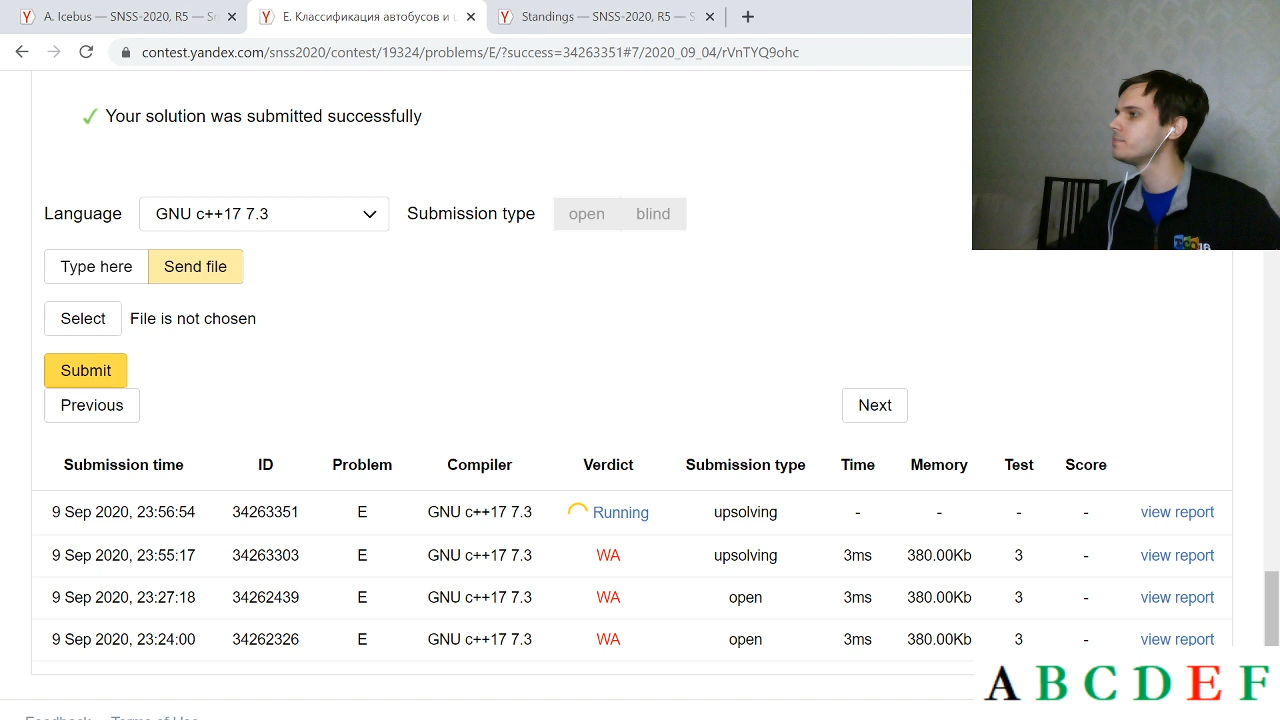 A. Icebus — SNSS-2020, R5 — Sn
E. Классификация автобусов и ц
Standings — SNSS-2020, R5 — S
contest.yandex.com/snss2020/contest/19324/problems/E/?success=34263351#7/2020_09_04/rVnTYQ9ohc
Your solution was submitted successfully
Language GNU c++17 7.3 Submission type open blind
Type here Send file
Select File is not chosen
Submit
Previous Next
Submission time ID Problem Compiler Verdict Submission type Time Memory Test Score
9 Sep 2020, 23:56:54 34263351 E GNU c++17 7.3 Running upsolving - - - - view report
9 Sep 2020, 23:55:17 34263303 E GNU c++17 7.3 WA upsolving 3ms 380.00Kb 3 - view report
9 Sep 2020, 23:27:18 34262439 E GNU c++17 7.3 WA open 3ms 380.00Kb 3 - view report
9 Sep 2020, 23:24:00 34262326 E GNU c++17 7.3 WA open 3ms 380.00Kb 3 - view report
A B C D E F
Feedback Terms of Use